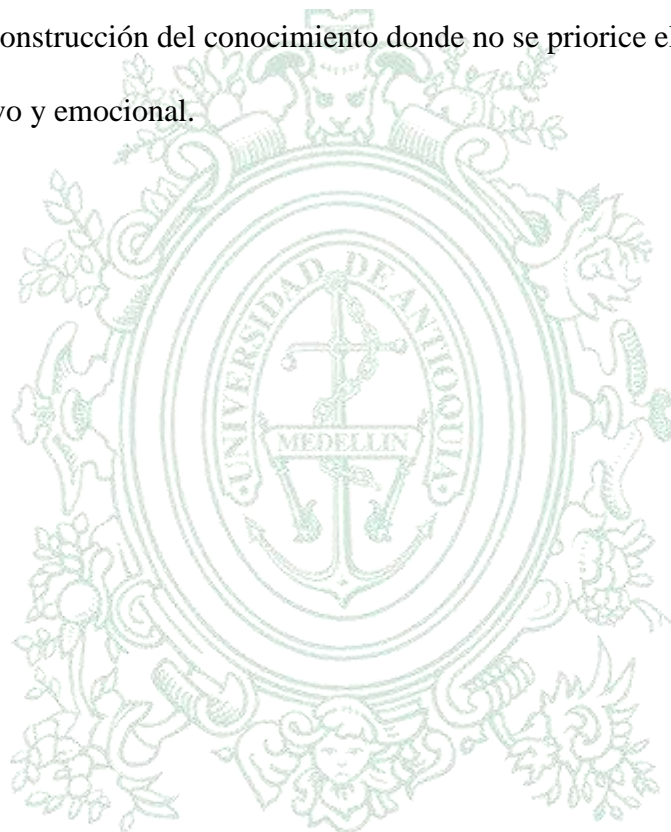 onstrucción del conocimiento donde no se priorice el
vo y emocional.
UNIVERSIDAD DE ANTIOQUIA
MEDELLIN